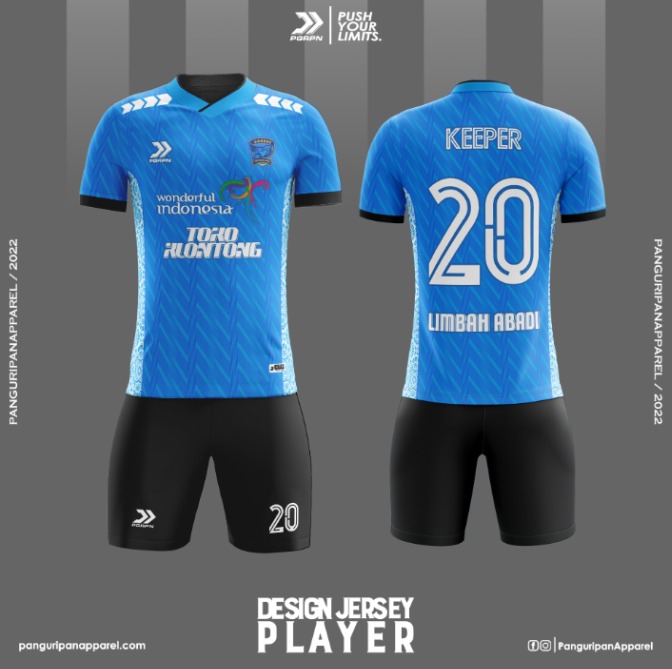 PGRPN
PUSH
YOUR
LIMITS.
PGRPN
wonderful
indonesia
TOKO
KLONTONG
PGRPN
20
KEEPER
20
LIMBAH ABADI
PANGURIPANAPPAREL / 2022
PANGURIPANAPPAREL / 2022
DESIGN JERSEY
PLAYER
panguripanapparel.com
PanguripanApparel